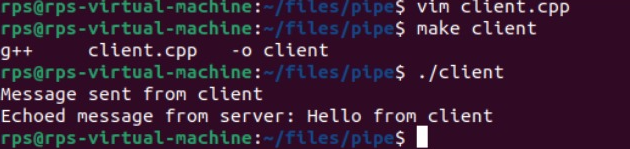 rps@rps-virtual-machine:~/files/pipe$ vim client.cpp
rps@rps-virtual-machine:~/files/pipe$ make client
g++     client.cpp   -o client
rps@rps-virtual-machine:~/files/pipe$ ./client
Message sent from client
Echoed message from server: Hello from client
rps@rps-virtual-machine:~/files/pipe$